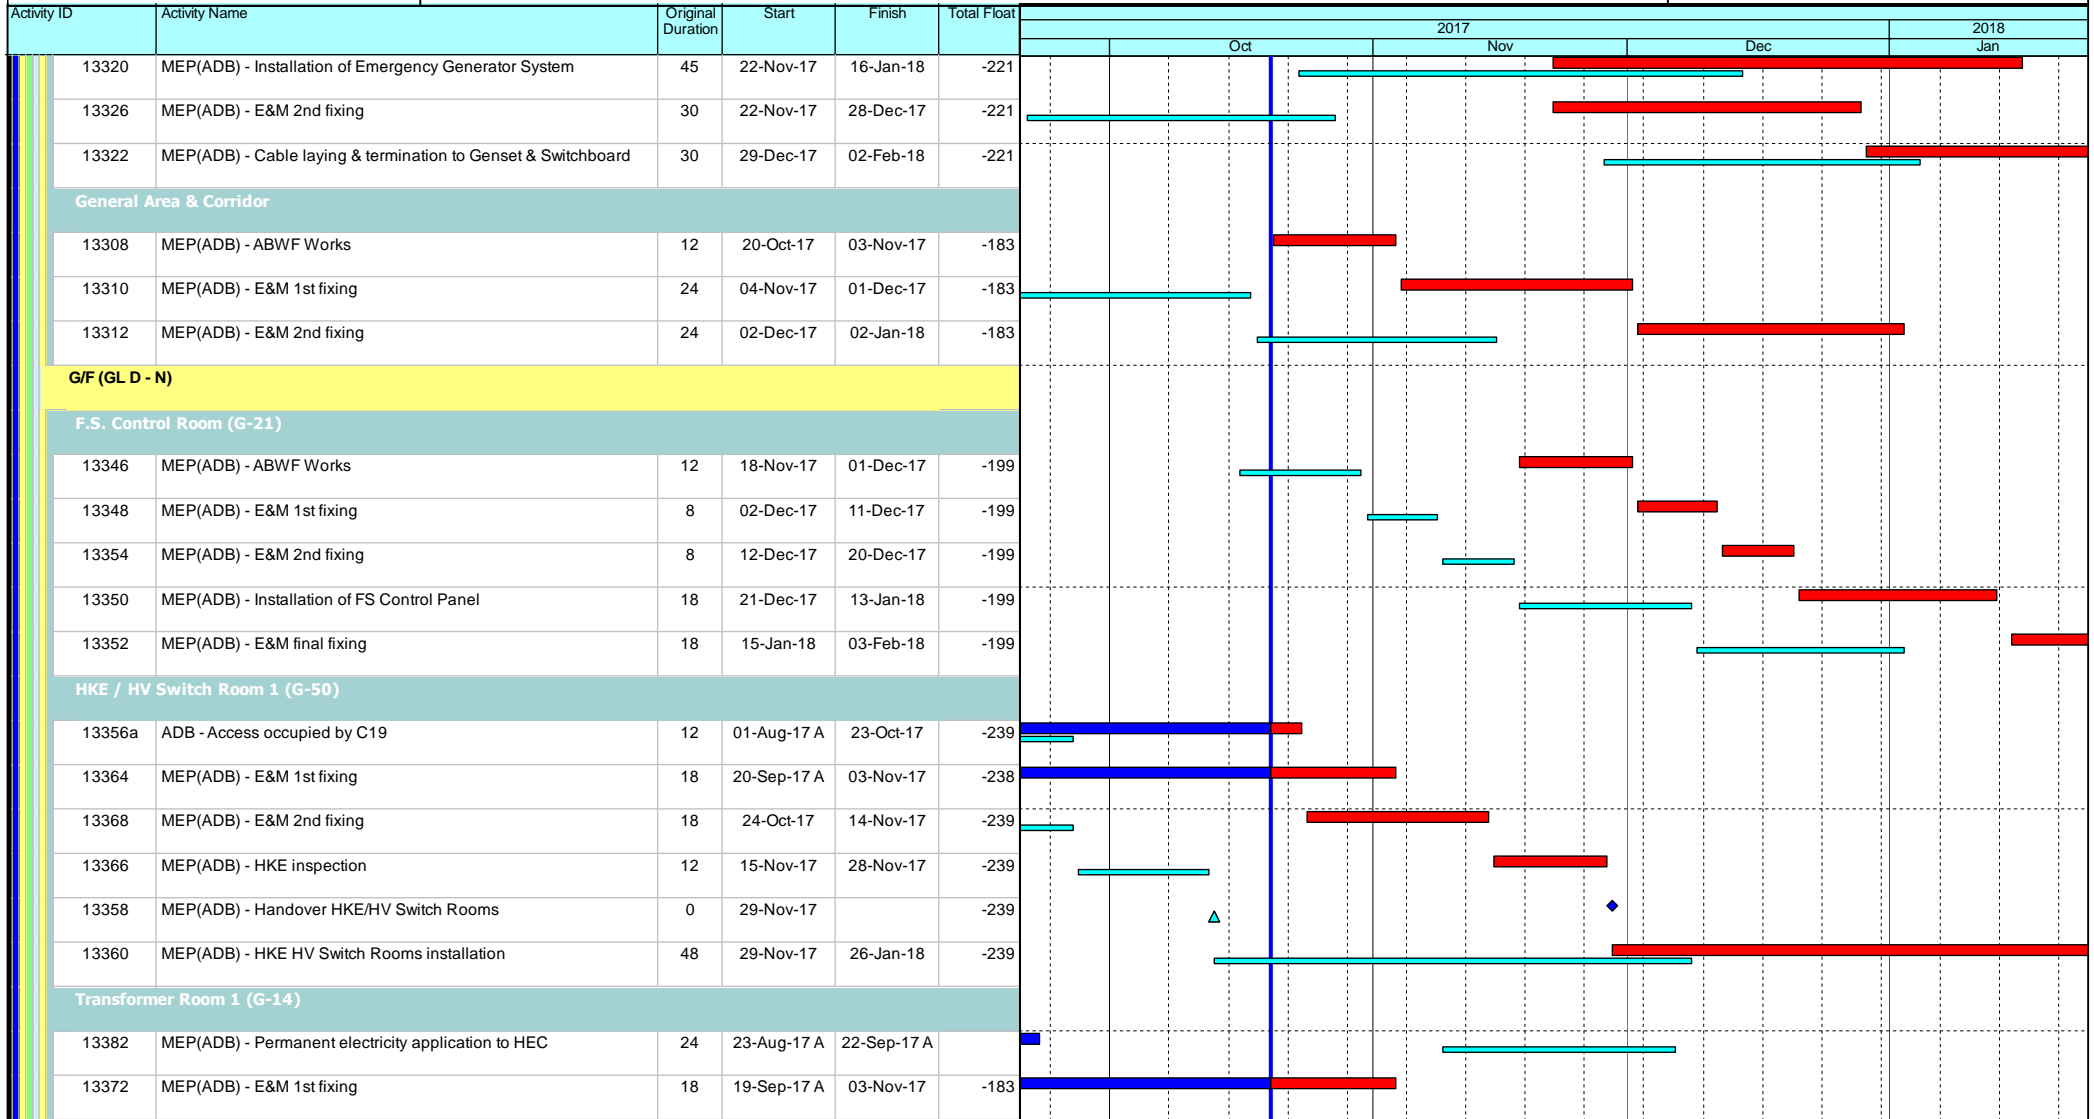 Activity ID Activity Name Original Duration Start Finish Total Float
2017 2018
Oct Nov Dec Jan
13320 MEP(ADB) - Installation of Emergency Generator System 45 22-Nov-17 16-Jan-18 -221
13326 MEP(ADB) - E&M 2nd fixing 30 22-Nov-17 28-Dec-17 -221
13322 MEP(ADB) - Cable laying & termination to Genset & Switchboard 30 29-Dec-17 02-Feb-18 -221
General Area & Corridor
13308 MEP(ADB) - ABWF Works 12 20-Oct-17 03-Nov-17 -183
13310 MEP(ADB) - E&M 1st fixing 24 04-Nov-17 01-Dec-17 -183
13312 MEP(ADB) - E&M 2nd fixing 24 02-Dec-17 02-Jan-18 -183
G/F (GL D - N)
F.S. Control Room (G-21)
13346 MEP(ADB) - ABWF Works 12 18-Nov-17 01-Dec-17 -199
13348 MEP(ADB) - E&M 1st fixing 8 02-Dec-17 11-Dec-17 -199
13354 MEP(ADB) - E&M 2nd fixing 8 12-Dec-17 20-Dec-17 -199
13350 MEP(ADB) - Installation of FS Control Panel 18 21-Dec-17 13-Jan-18 -199
13352 MEP(ADB) - E&M final fixing 18 15-Jan-18 03-Feb-18 -199
HKE / HV Switch Room 1 (G-50)
13356a ADB - Access occupied by C19 12 01-Aug-17 A 23-Oct-17 -239
13364 MEP(ADB) - E&M 1st fixing 18 20-Sep-17 A 03-Nov-17 -238
13368 MEP(ADB) - E&M 2nd fixing 18 24-Oct-17 14-Nov-17 -239
13366 MEP(ADB) - HKE inspection 12 15-Nov-17 28-Nov-17 -239
13358 MEP(ADB) - Handover HKE/HV Switch Rooms 0 29-Nov-17 -239
13360 MEP(ADB) - HKE HV Switch Rooms installation 48 29-Nov-17 26-Jan-18 -239
Transformer Room 1 (G-14)
13382 MEP(ADB) - Permanent electricity application to HEC 24 23-Aug-17 A 22-Sep-17 A
13372 MEP(ADB) - E&M 1st fixing 18 19-Sep-17 A 03-Nov-17 -183